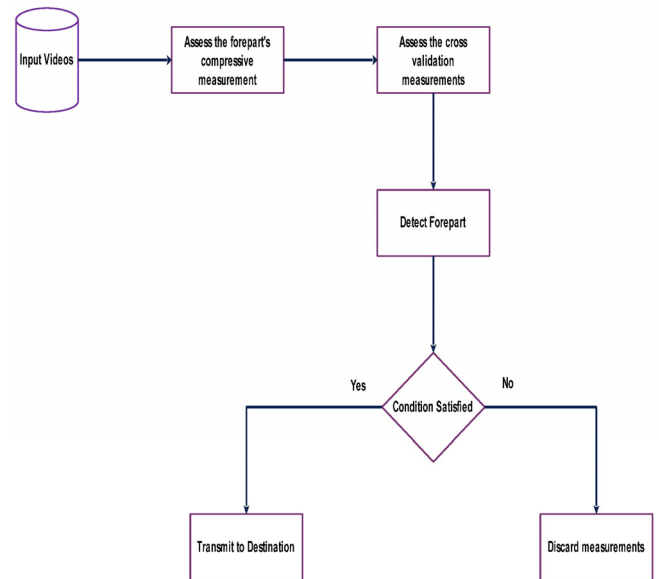 Input Videos
Assess the forepart's
compressive
measurement
Assess the cross
validation
measurements
Detect Forepart
Condition Satisfied
Yes
No
Transmit to Destination
Discard measurements